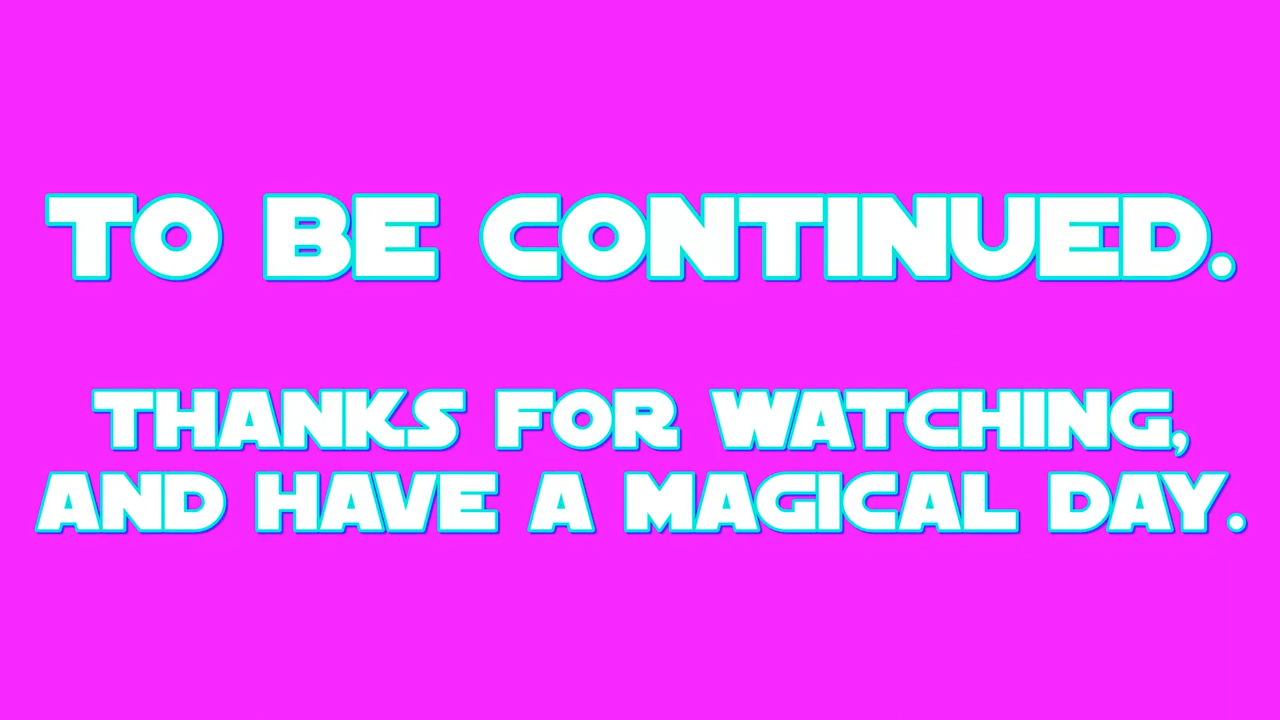 TO BE CONTINUED.
THANKS FOR WATCHING,
AND HAVE A MAGICAL DAY.